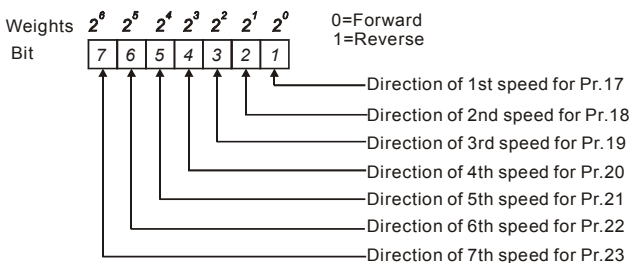 Weights 2⁶ 2⁵ 2⁴ 2³ 2² 2¹ 2⁰ 0=Forward
1=Reverse
Bit 7 6 5 4 3 2 1
Direction of 1st speed for Pr.17
Direction of 2nd speed for Pr.18
Direction of 3rd speed for Pr.19
Direction of 4th speed for Pr.20
Direction of 5th speed for Pr.21
Direction of 6th speed for Pr.22
Direction of 7th speed for Pr.23